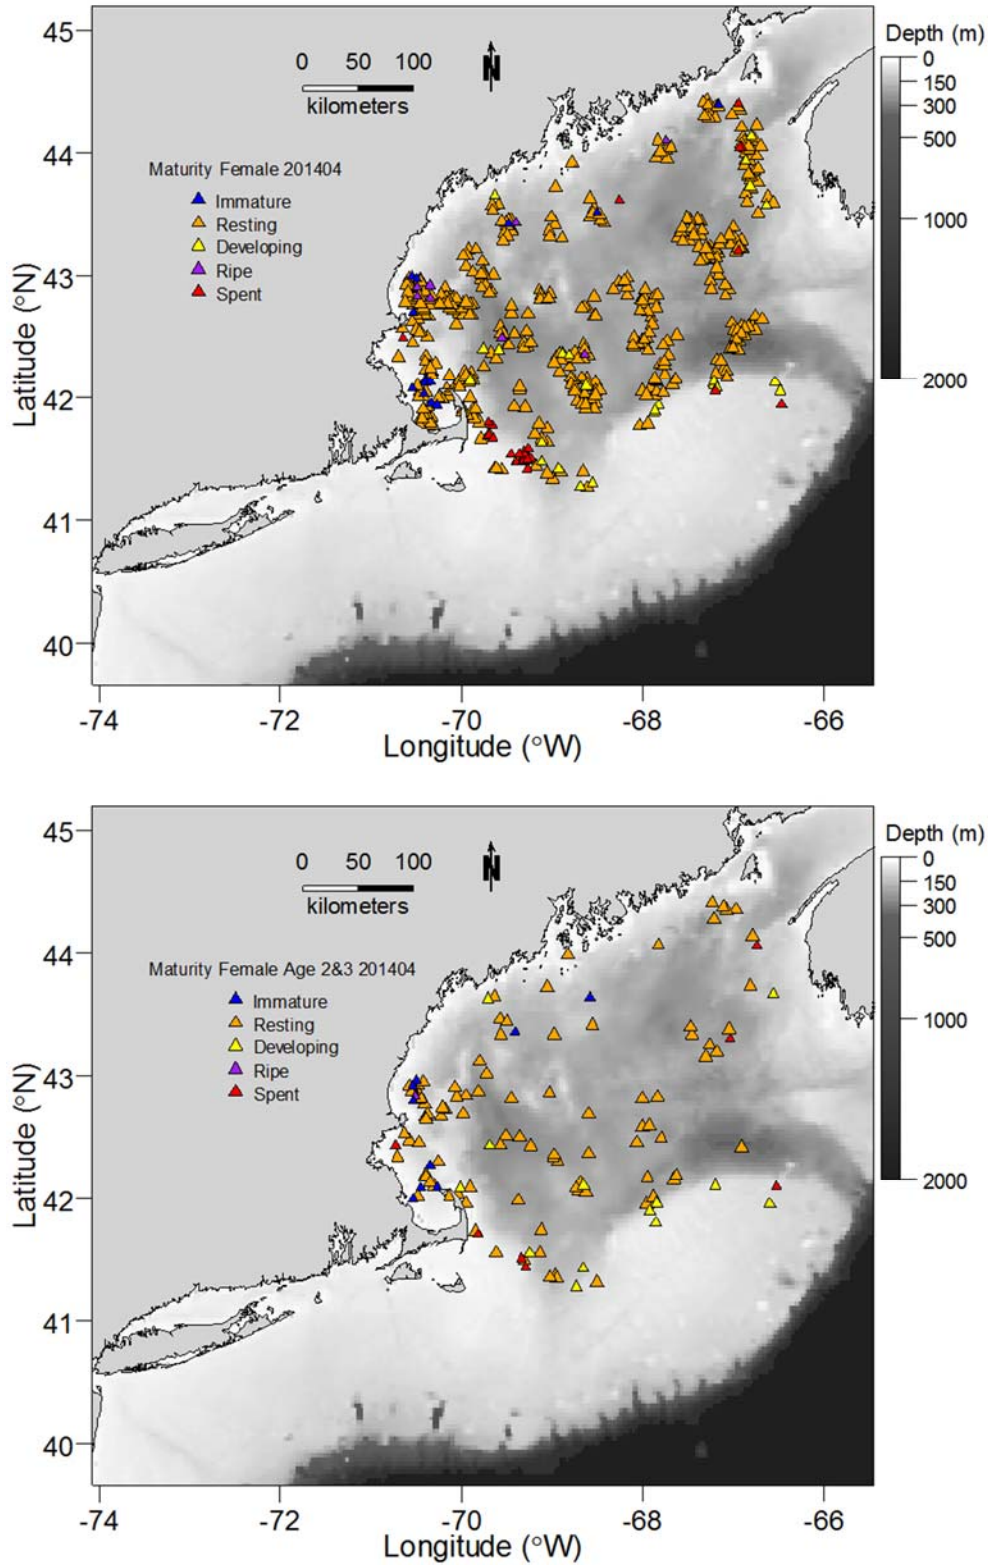 45
44
43
42
41
40
Latitude (°N)
0 50 100
kilometers
N
Maturity Female 201404
Immature
Resting
Developing
Ripe
Spent
Depth (m)
0
150
300
500
1000
2000
-74 -72 -70 -68 -66
Longitude (°W)
45
44
43
42
41
40
Latitude (°N)
0 50 100
kilometers
N
Maturity Female Age 2&3 201404
Immature
Resting
Developing
Ripe
Spent
Depth (m)
0
150
300
500
1000
2000
-74 -72 -70 -68 -66
Longitude (°W)